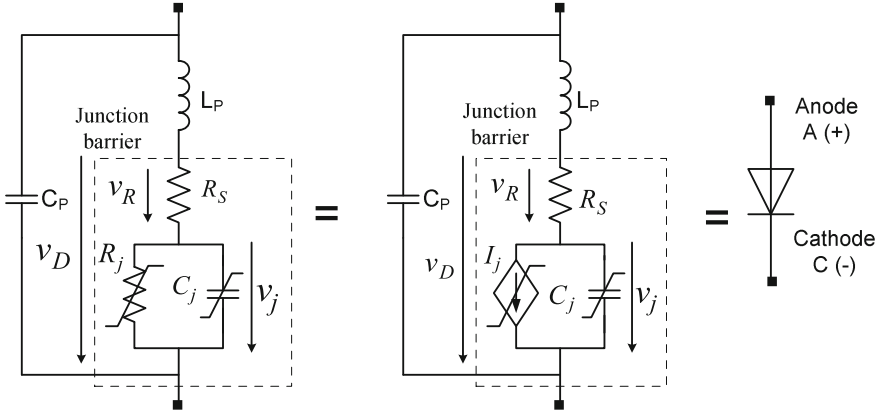 L_P
Junction
barrier
v_R
R_S
C_P
v_D
R_j
C_j
v_j
=
L_P
Junction
barrier
v_R
R_S
C_P
v_D
I_j
C_j
v_j
=
Anode
A (+)
Cathode
C (-)